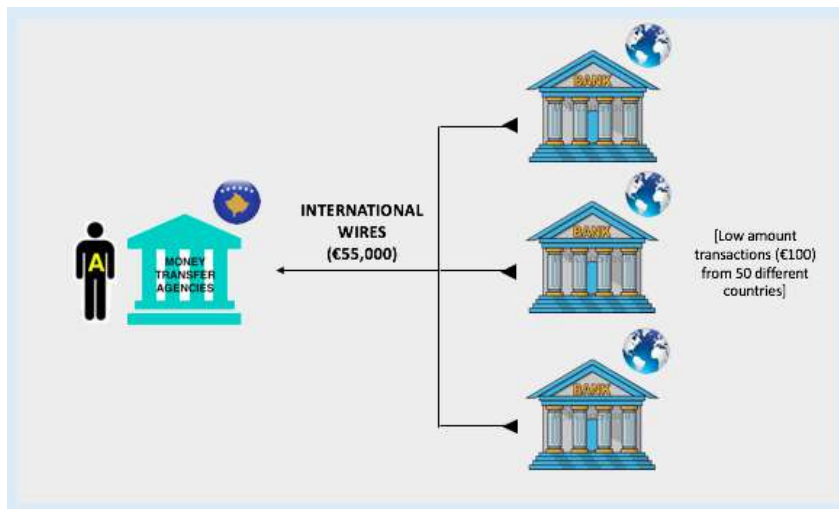 BANK
INTERNATIONAL
WIRES
(€55,000)
A
MONEY
TRANSFER
AGENCIES
BANK
[Low amount
transactions (€100)
from 50 different
countries]
BANK